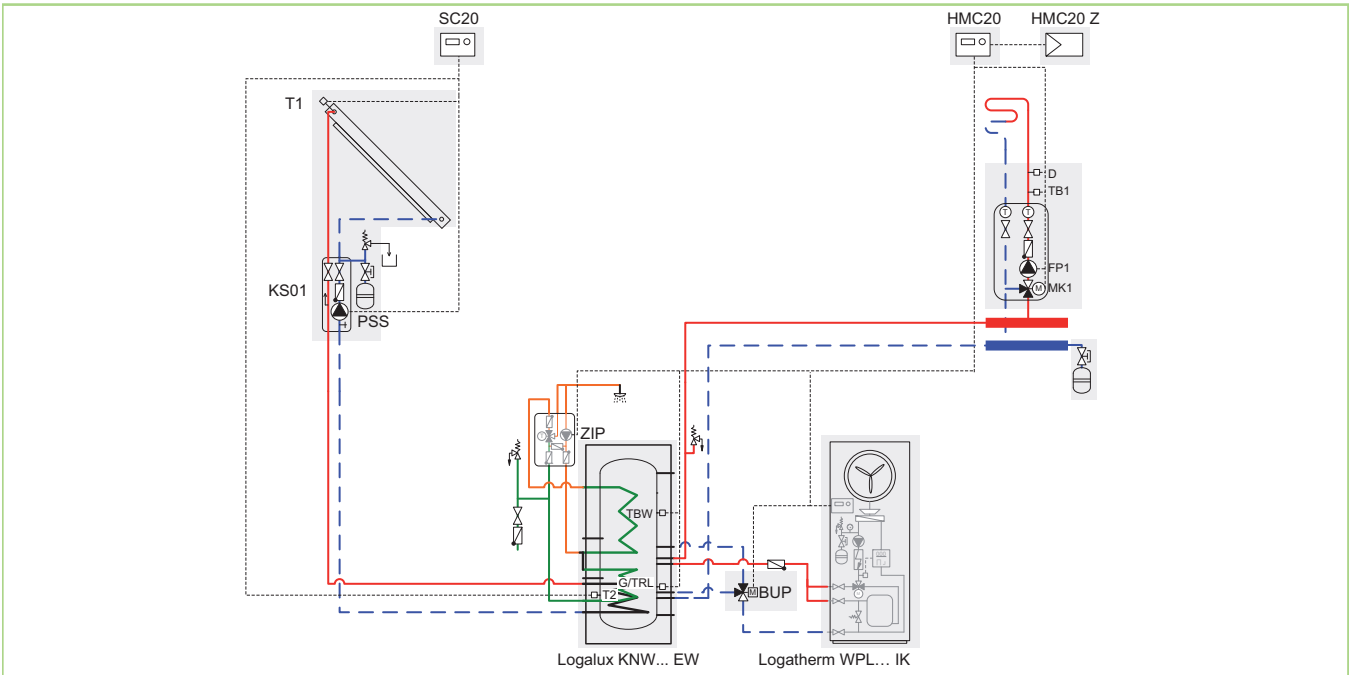 SC20
HMC20
HMC20 Z
T1
D
TB1
T
T
FP1
M
MK1
KS01
PSS
ZIP
T
TBW
G/TRL
T2
M
BUP
Logalux KNW... EW
Logatherm WPL... IK